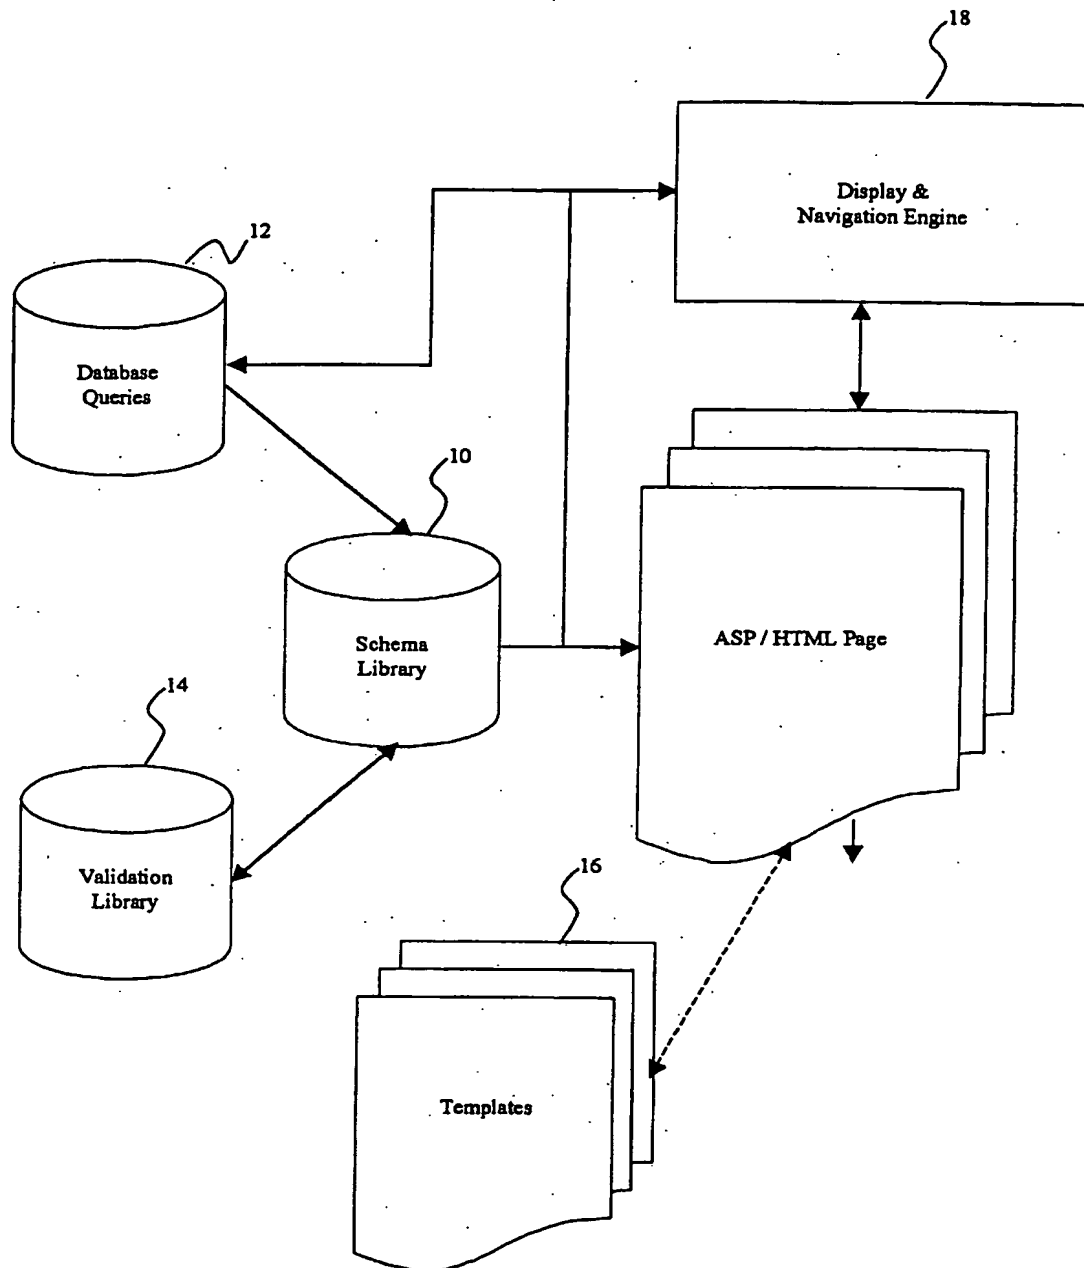 18
Display &
Navigation Engine
12
Database
Queries
10
Schema
Library
ASP / HTML Page
14
Validation
Library
16
Templates